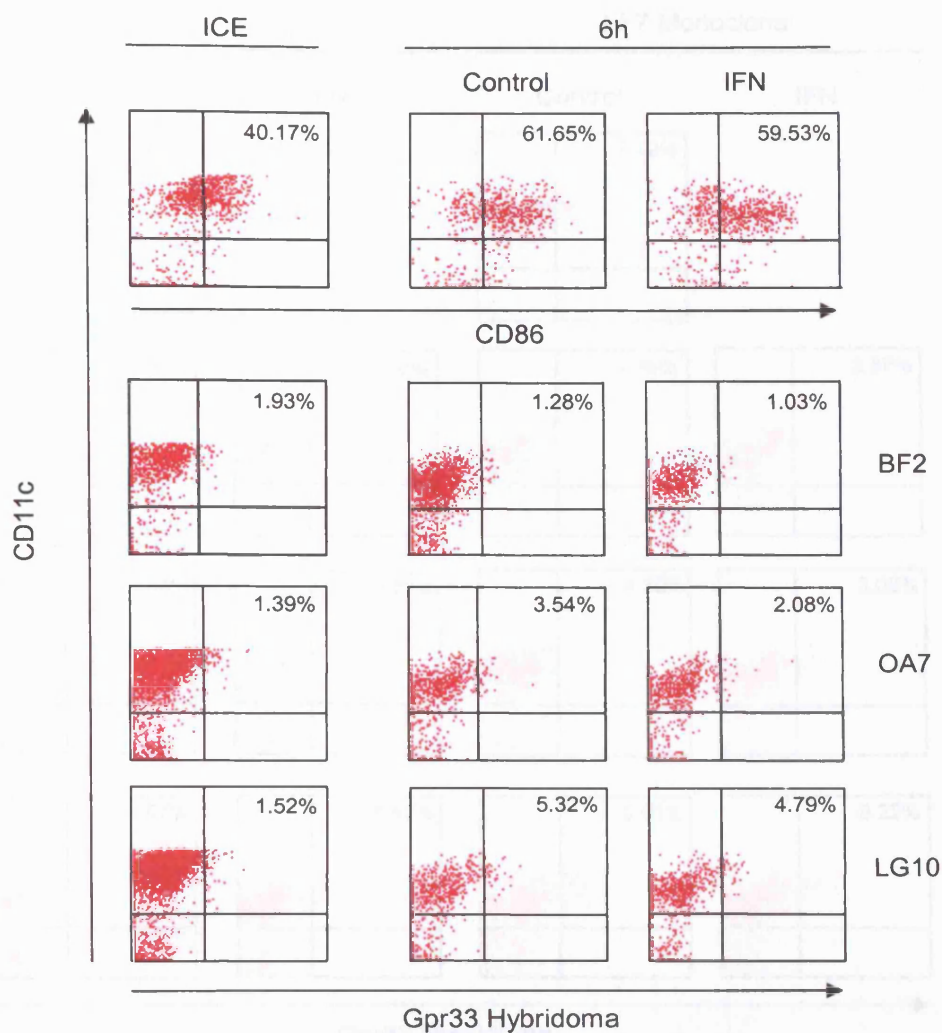 ICE
6h
Control
IFN
40.17%
61.65%
59.53%
CD86
CD11c
1.93%
1.28%
1.03%
BF2
1.39%
3.54%
2.08%
OA7
1.52%
5.32%
4.79%
LG10
Gpr33 Hybridoma